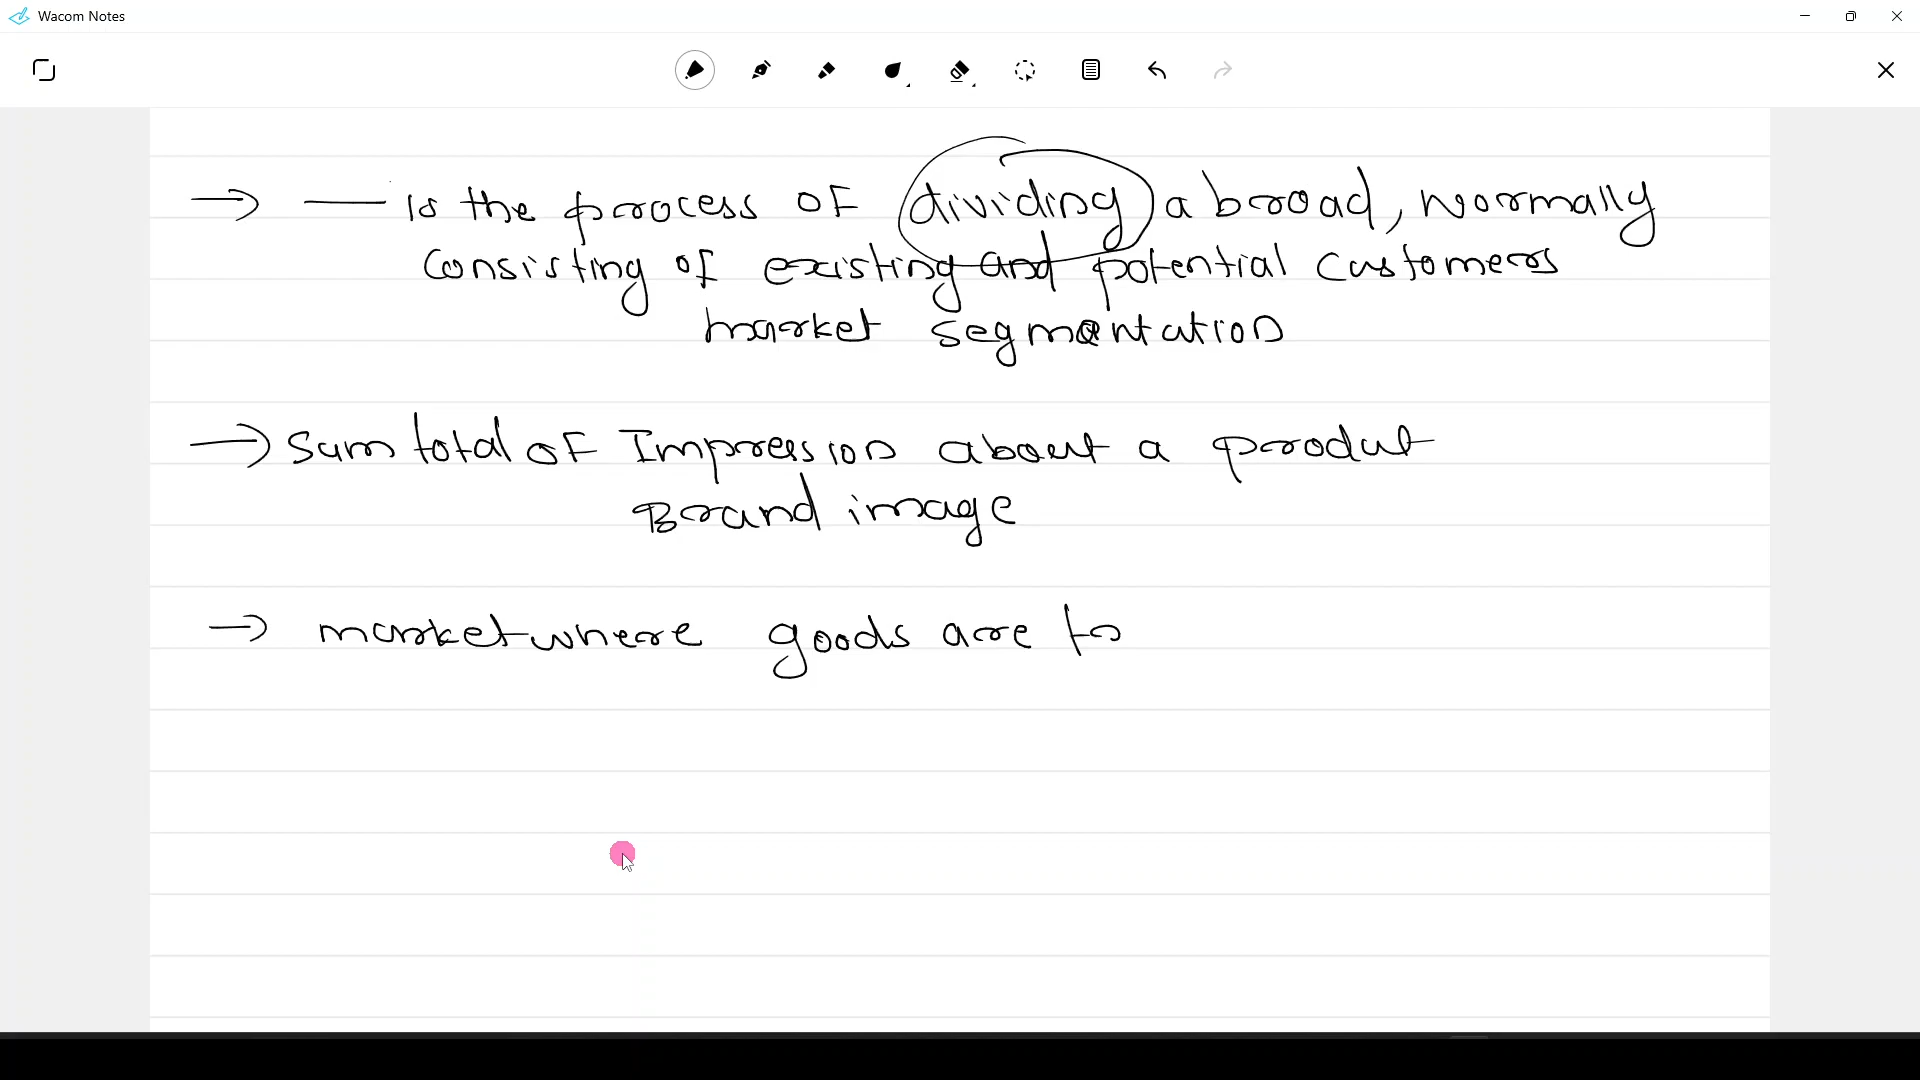 Wacom Notes
→ — is the process of dividing a broad, normally
consisting of existing and potential customers
market segmentation
→ Sum total of Impression about a product
Brand image
→ market where goods are to